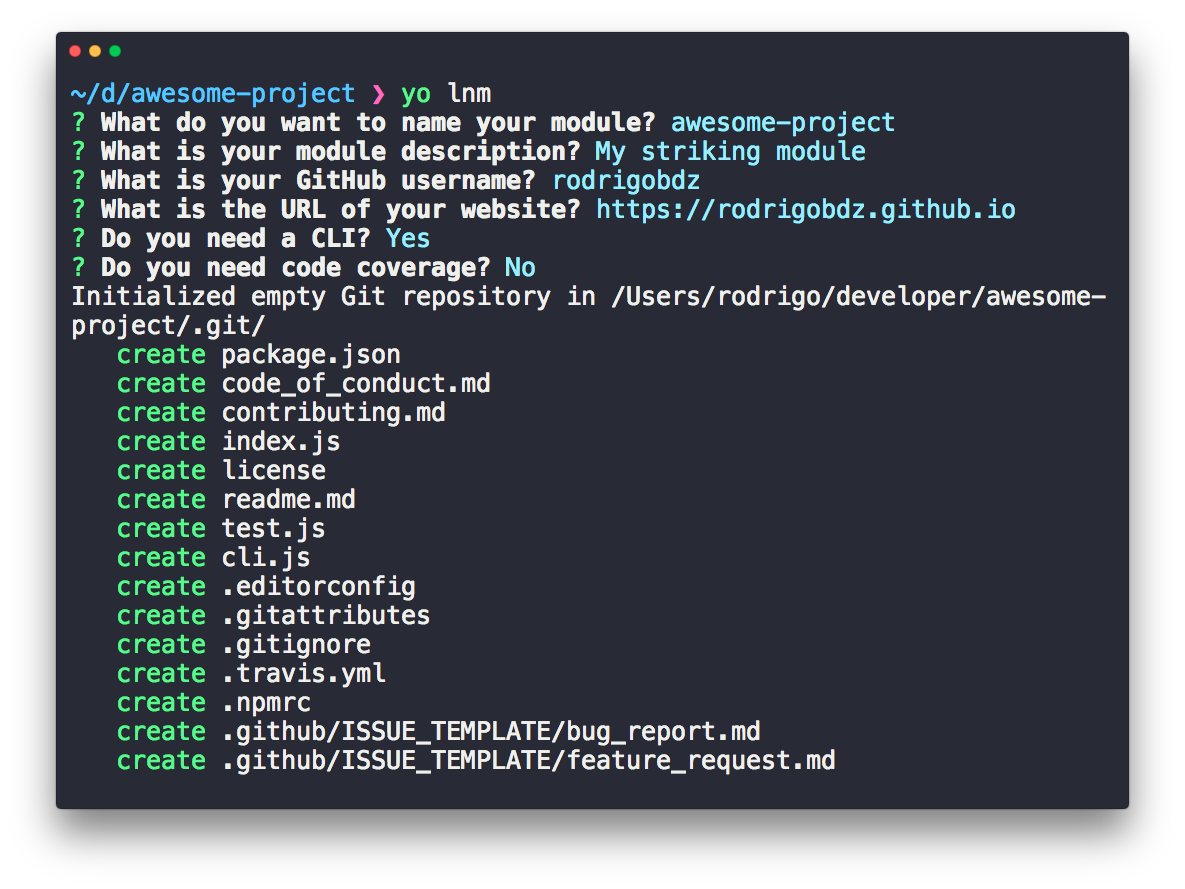 ~/d/awesome-project ❯ yo lnm
? What do you want to name your module? awesome-project
? What is your module description? My striking module
? What is your GitHub username? rodrigobdz
? What is the URL of your website? https://rodrigobdz.github.io
? Do you need a CLI? Yes
? Do you need code coverage? No
Initialized empty Git repository in /Users/rodrigo/developer/awesome-
project/.git/
create package.json
create code_of_conduct.md
create contributing.md
create index.js
create license
create readme.md
create test.js
create cli.js
create .editorconfig
create .gitattributes
create .gitignore
create .travis.yml
create .npmrc
create .github/ISSUE_TEMPLATE/bug_report.md
create .github/ISSUE_TEMPLATE/feature_request.md